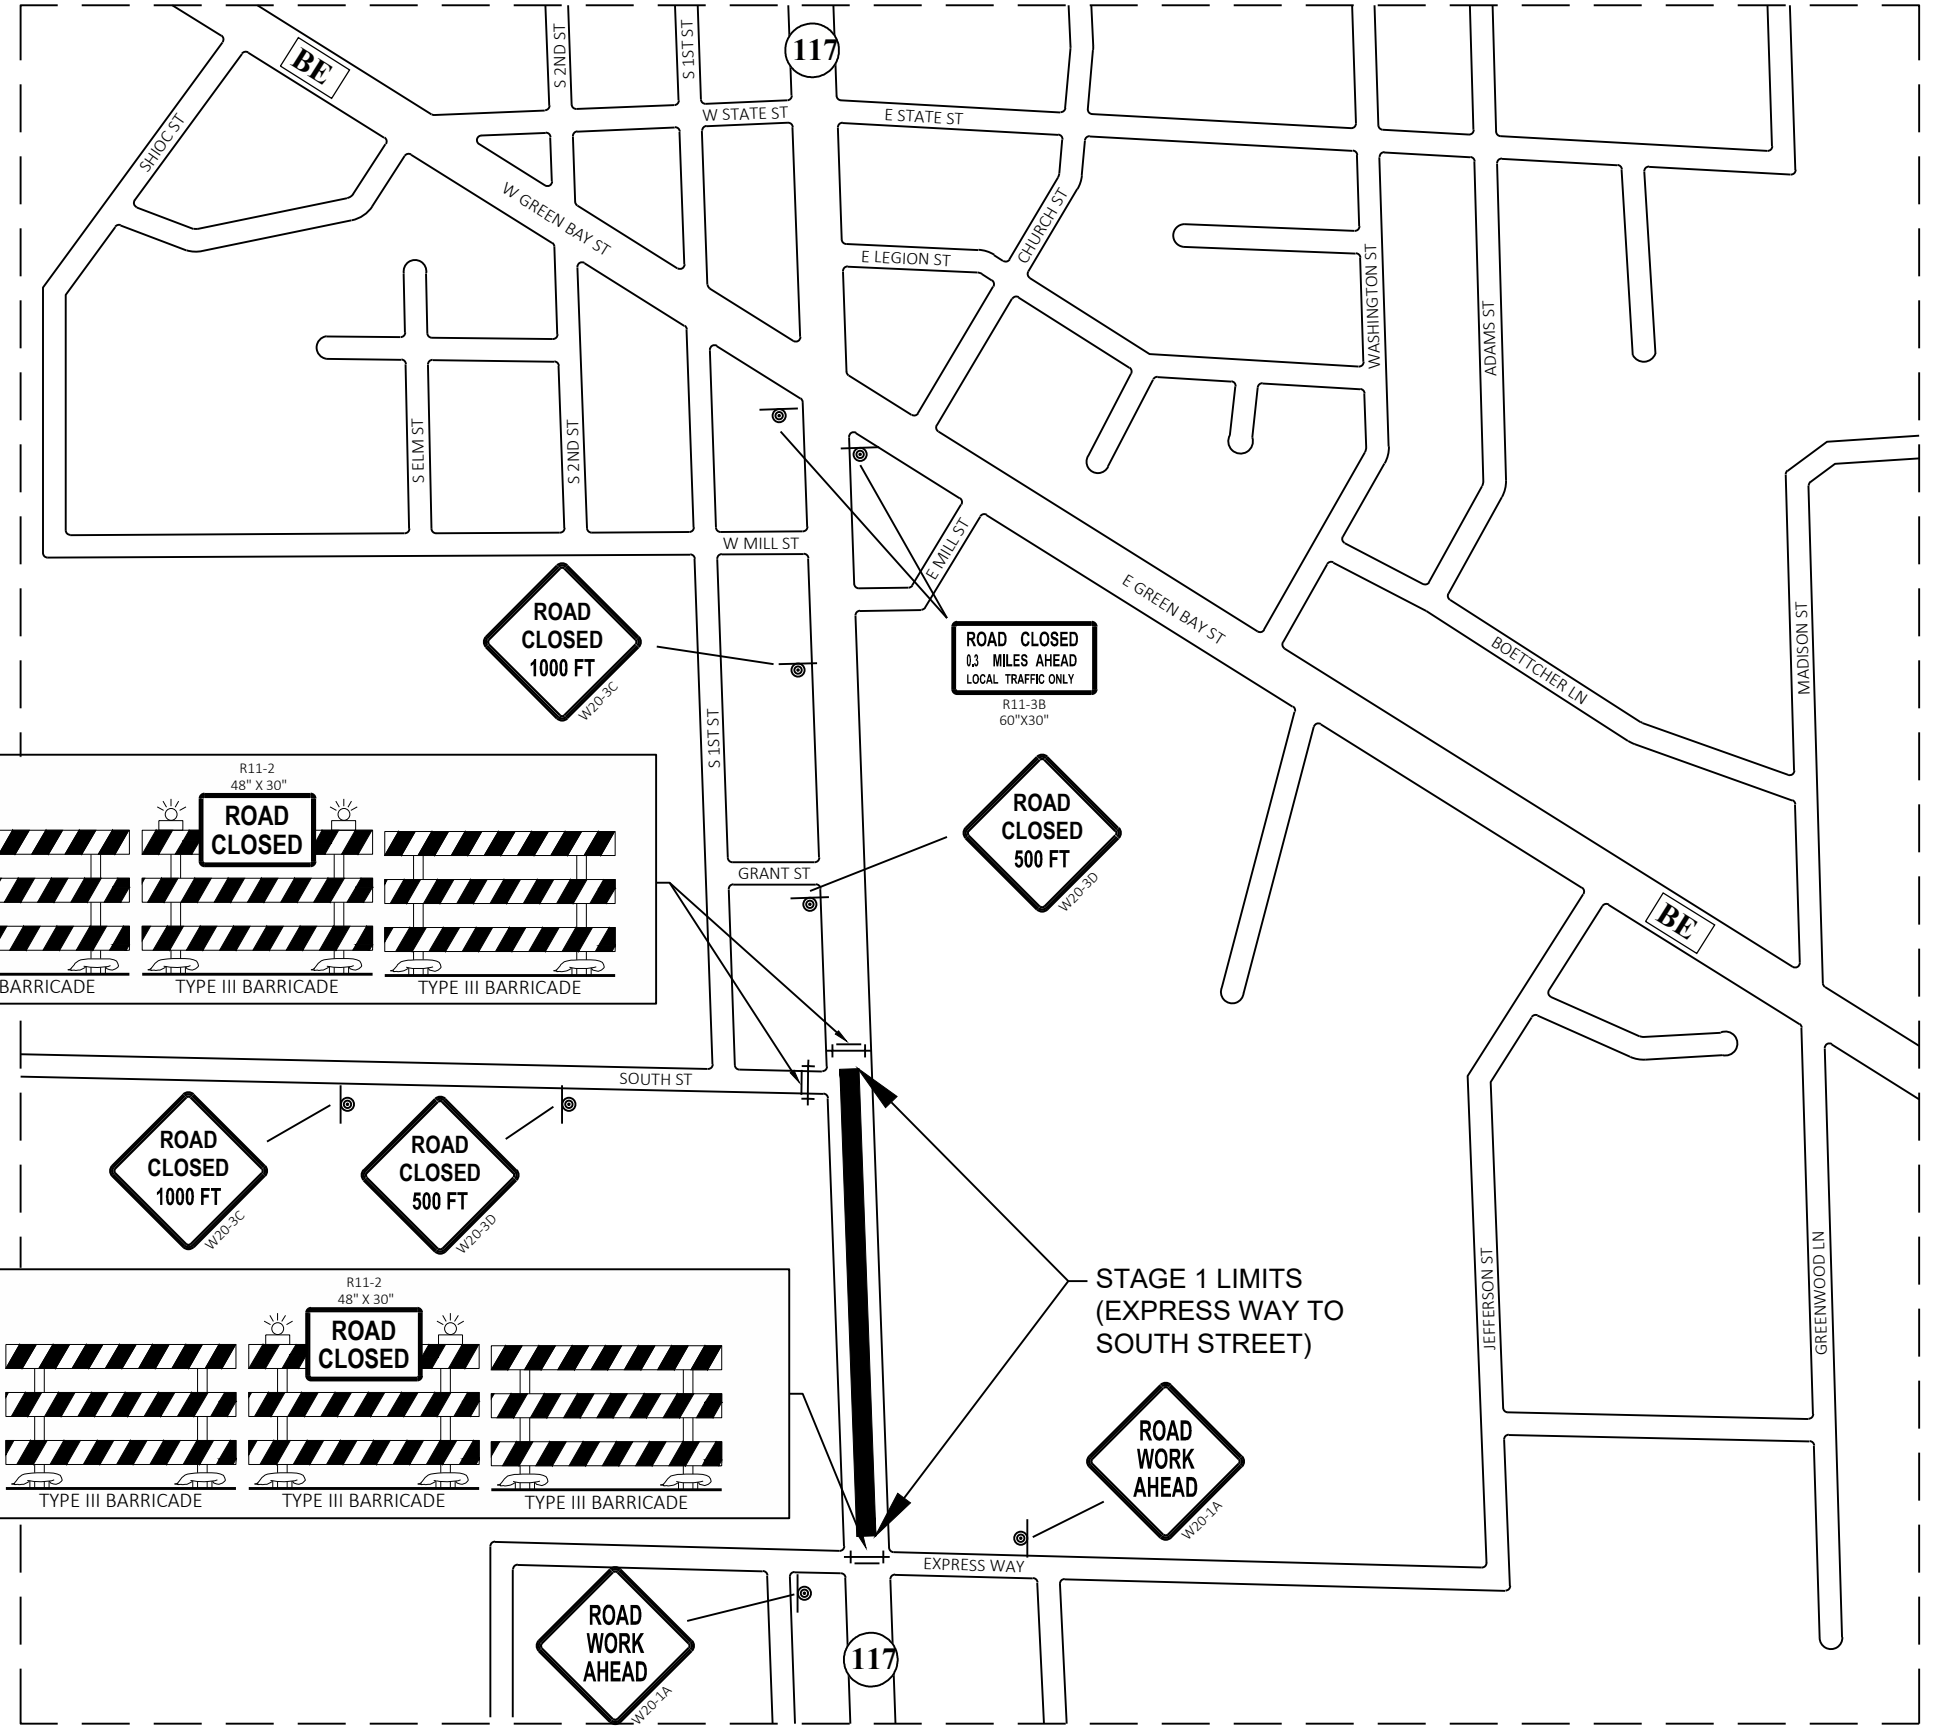 117
BE
S 2ND ST
S 1ST ST
W STATE ST
E STATE ST
SHIOC ST
W GREEN BAY ST
CHURCH ST
E LEGION ST
WASHINGTON ST
ADAMS ST
S ELM ST
S 2ND ST
W MILL ST
E MILL ST
E GREEN BAY ST
BOETTCHER LN
MADISON ST
ROAD
CLOSED
1000 FT
W20-3C
ROAD CLOSED
0.3 MILES AHEAD
LOCAL TRAFFIC ONLY
R11-3B
60"X30"
S 1ST ST
R11-2
48" X 30"
ROAD
CLOSED
BARRICADE
TYPE III BARRICADE
TYPE III BARRICADE
ROAD
CLOSED
500 FT
W20-3D
GRANT ST
BE
SOUTH ST
ROAD
CLOSED
1000 FT
W20-3C
ROAD
CLOSED
500 FT
W20-3D
STAGE 1 LIMITS
(EXPRESS WAY TO
SOUTH STREET)
JEFFERSON ST
GREENWOOD LN
R11-2
48" X 30"
ROAD
CLOSED
TYPE III BARRICADE
TYPE III BARRICADE
TYPE III BARRICADE
ROAD
WORK
AHEAD
W20-1A
EXPRESS WAY
ROAD
WORK
AHEAD
W20-1A
117